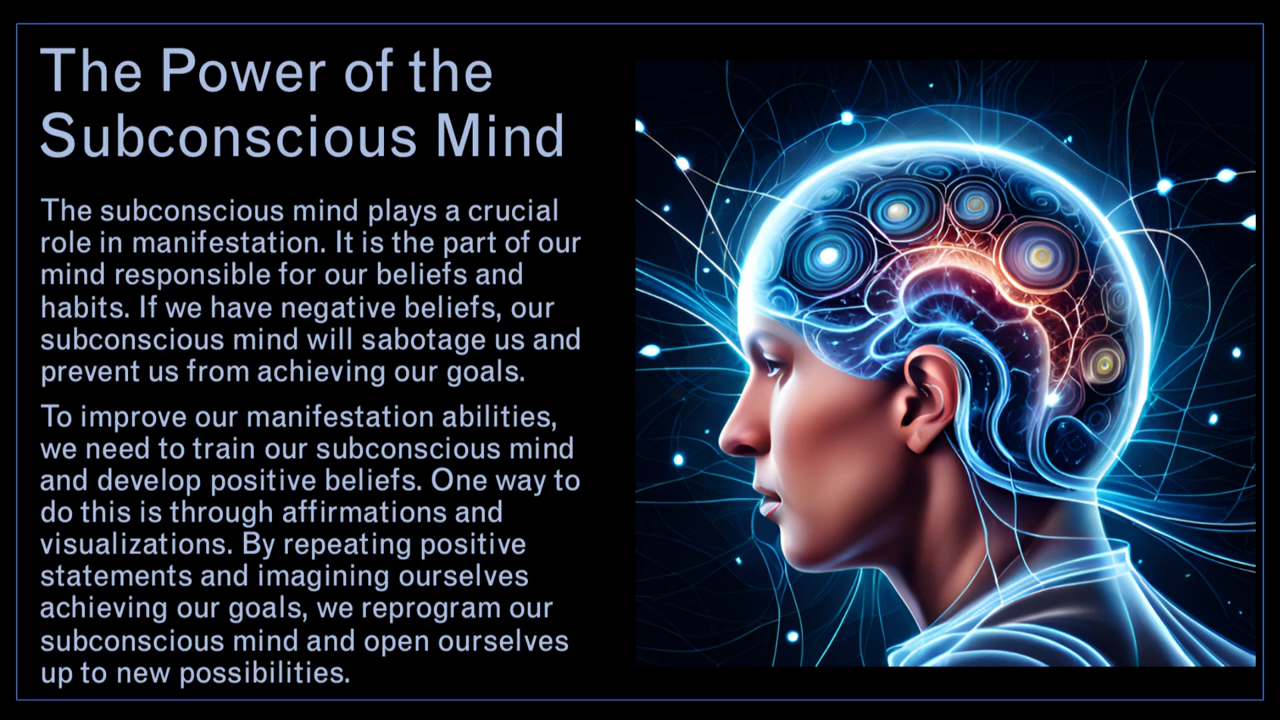 The Power of the
Subconscious Mind
The subconscious mind plays a crucial
role in manifestation. It is the part of our
mind responsible for our beliefs and
habits. If we have negative beliefs, our
subconscious mind will sabotage us and
prevent us from achieving our goals.
To improve our manifestation abilities,
we need to train our subconscious mind
and develop positive beliefs. One way to
do this is through affirmations and
visualizations. By repeating positive
statements and imagining ourselves
achieving our goals, we reprogram our
subconscious mind and open ourselves
up to new possibilities.